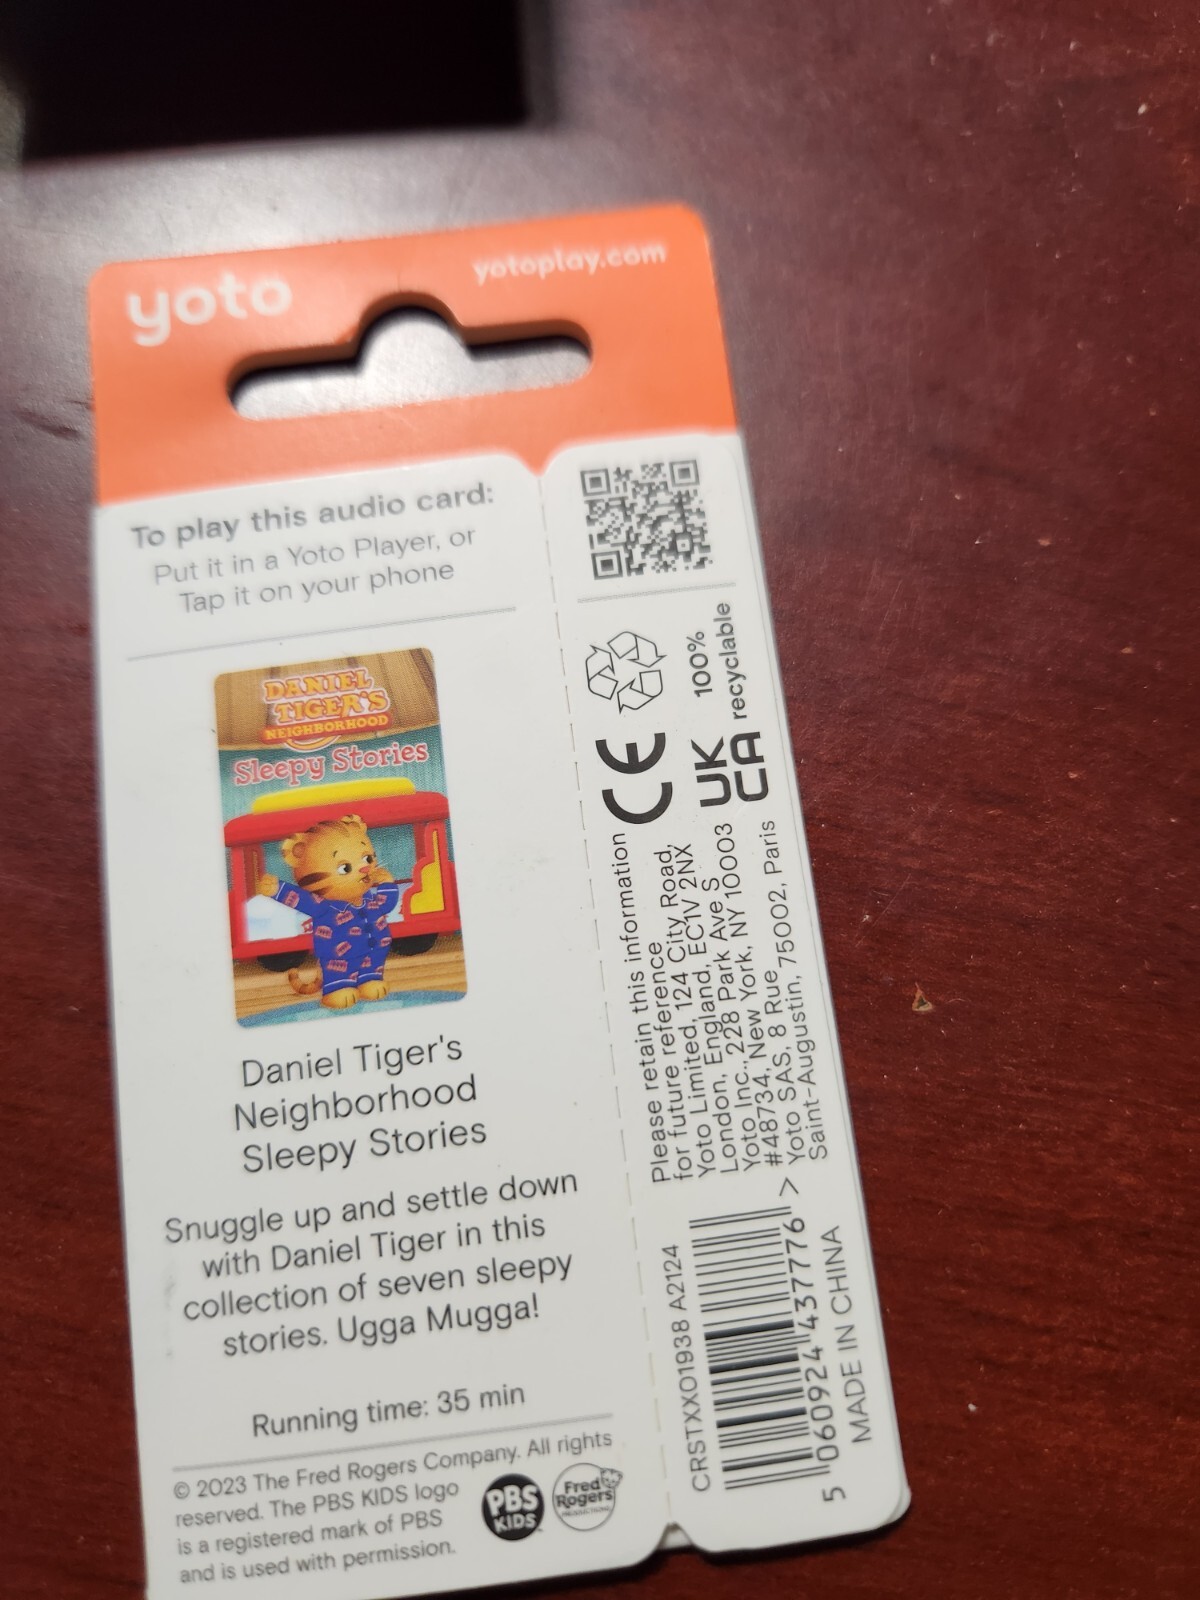 yoto
yotoplay.com
To play this audio card:
Put it in a Yoto Player, or
Tap it on your phone
DANIEL
TIGER'S
NEIGHBORHOOD
Sleepy Stories
Daniel Tiger's
Neighborhood
Sleepy Stories
Snuggle up and settle down
with Daniel Tiger in this
collection of seven sleepy
stories. Ugga Mugga!
Running time: 35 min
© 2023 The Fred Rogers Company. All rights
reserved. The PBS KIDS logo
is a registered mark of PBS
and is used with permission.
PBS
KIDS
Fred
Rogers
PRODUCTIONS
100%
recyclable
CE
UK
CA
Please retain this information
for future reference
Yoto Limited, 124 City Road,
London, England, EC1V 2NX
Yoto Inc., 228 Park Ave S
#48734, New York, NY 10003
Yoto SAS, 8 Rue
Saint-Augustin, 75002, Paris
CRSTXX01938 A2124
5 060924 437776 >
MADE IN CHINA